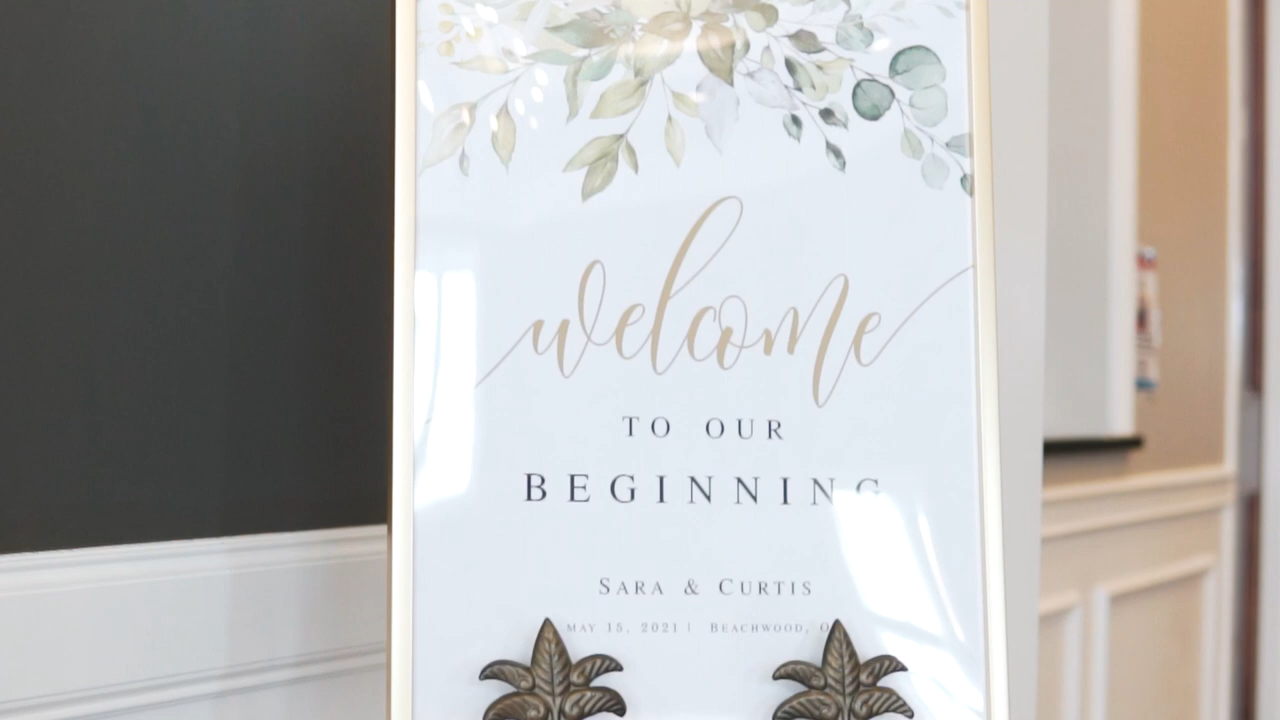 welcome
TO OUR
BEGINNING
SARA & CURTIS
MAY 15, 2021 | BEACHWOOD, O